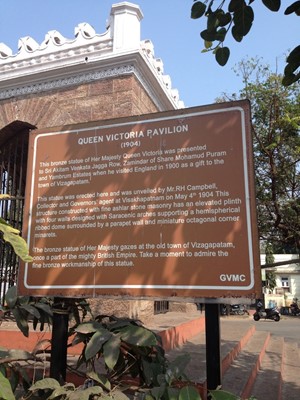 QUEEN VICTORIA PAVILION
(1904)
This bronze statue of Her Majesty Queen Victoria was presented
to Sri Ankitam Venkata Jagga Row, Zamindar of Share Mohamud Puram
and Yembrum Estates when he visited England in 1900 as a gift to the
town of Vizagapatam.
This statue was erected here and was unveiled by Mr.RH Campbell,
Collector and Governors' agent at Visakhapatnam on May 4th 1904 This
structure constructed with fine ashlar stone masonry has an elevated plinth
with four walls designed with Saracenic arches supporting a hemispherical
ribbed dome surrounded by a parapet wall and miniature octagonal corner
minarets.
The bronze statue of Her Majesty gazes at the old town of Vizagapatam,
once a part of the mighty British Empire. Take a moment to admire the
fine bronze workmanship of this statue.
GVMC